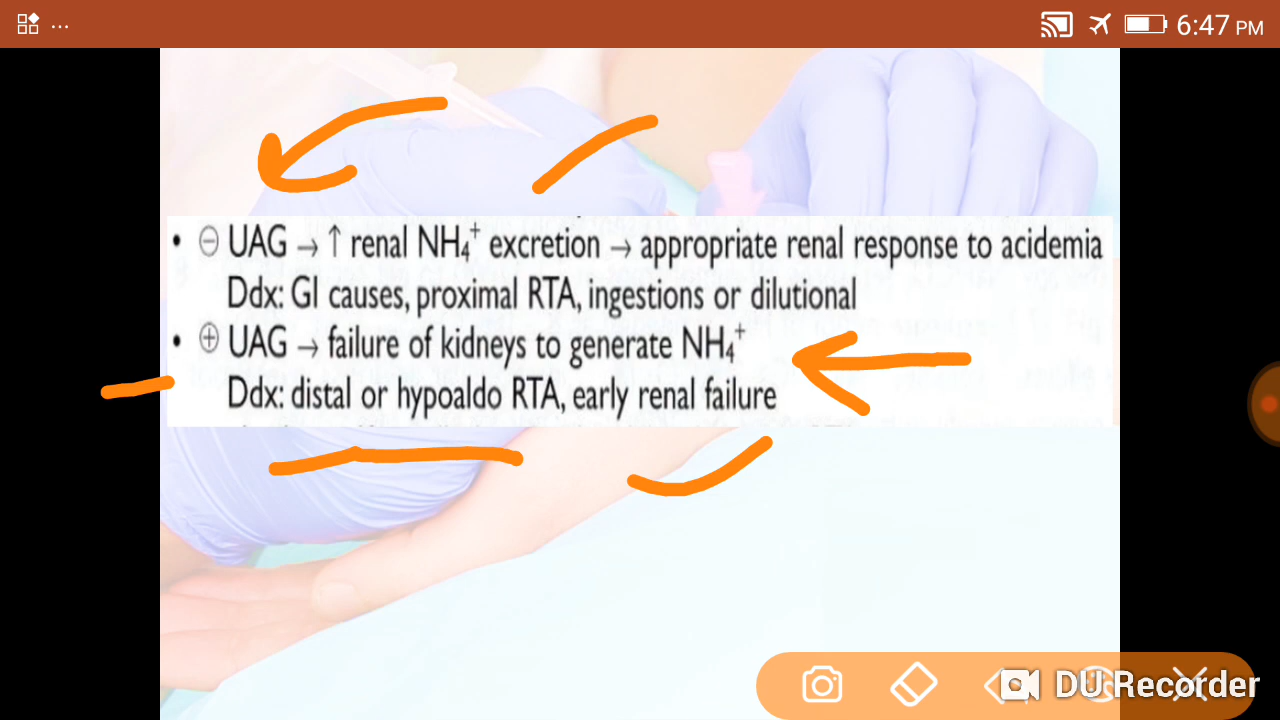 ... 6:47 PM
• ⊖ UAG → ↑ renal NH₄⁺ excretion → appropriate renal response to acidemia
Ddx: GI causes, proximal RTA, ingestions or dilutional
• ⊕ UAG → failure of kidneys to generate NH₄⁺
Ddx: distal or hypoaldo RTA, early renal failure
DU Recorder